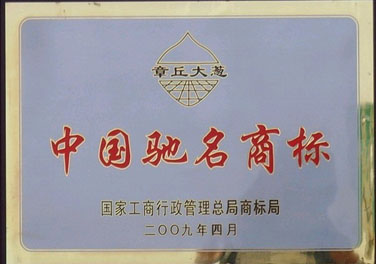 章丘大葱
中国驰名商标
国家工商行政管理总局商标局
二〇〇九年四月